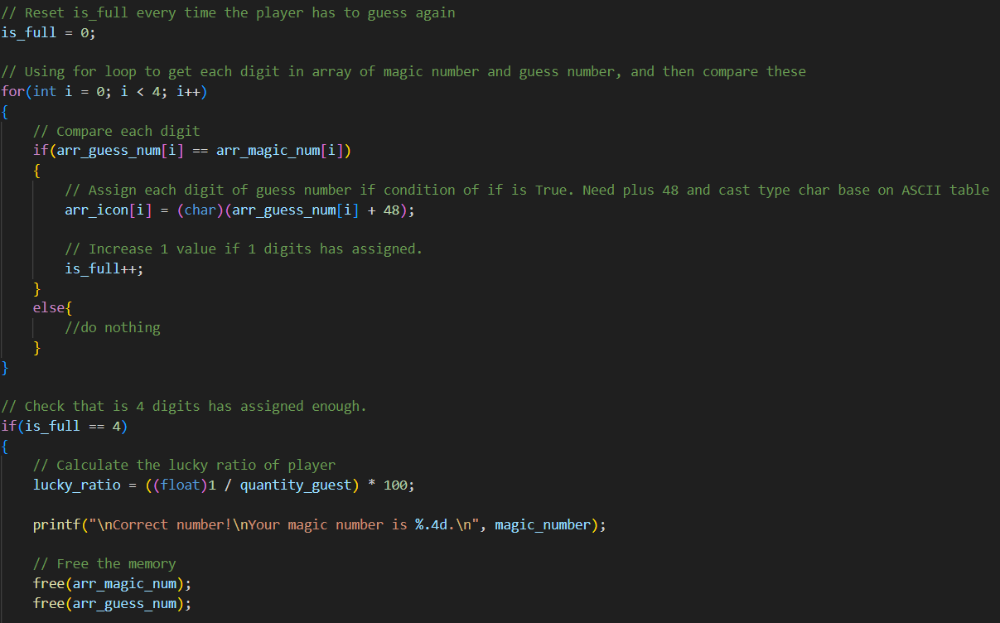 // Reset is_full every time the player has to guess again
is_full = 0;
// Using for loop to get each digit in array of magic number and guess number, and then compare these
for(int i = 0; i < 4; i++)
{
// Compare each digit
if(arr_guess_num[i] == arr_magic_num[i])
{
// Assign each digit of guess number if condition of if is True. Need plus 48 and cast type char base on ASCII table
arr_icon[i] = (char)(arr_guess_num[i] + 48);
// Increase 1 value if 1 digits has assigned.
is_full++;
}
else{
//do nothing
}
}
// Check that is 4 digits has assigned enough.
if(is_full == 4)
{
// Calculate the lucky ratio of player
lucky_ratio = ((float)1 / quantity_guest) * 100;
printf("\nCorrect number!\nYour magic number is %.4d.\n", magic_number);
// Free the memory
free(arr_magic_num);
free(arr_guess_num);